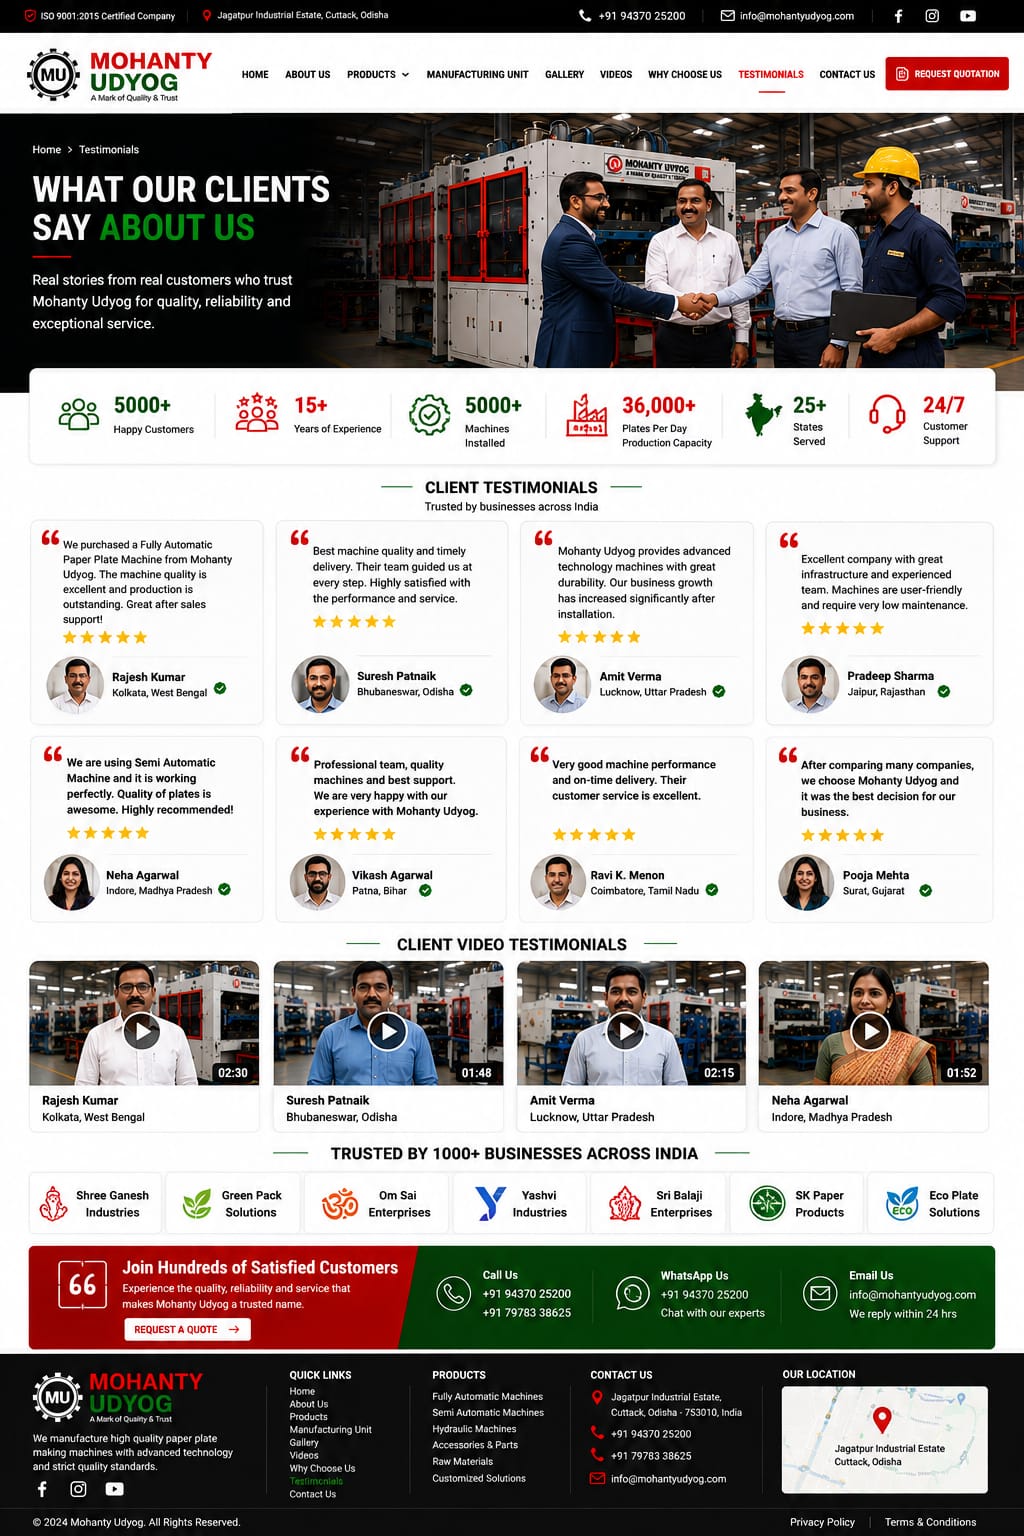 ISO 9001:2015 Certified Company
Jagatpur Industrial Estate, Cuttack, Odisha
+91 94370 25200
info@mohantyudyog.com
MU
MOHANTY
UDYOG
A Mark of Quality & Trust
HOME
ABOUT US
PRODUCTS
MANUFACTURING UNIT
GALLERY
VIDEOS
WHY CHOOSE US
TESTIMONIALS
CONTACT US
REQUEST QUOTATION
Home > Testimonials
WHAT OUR CLIENTS
SAY ABOUT US
Real stories from real customers who trust
Mohanty Udyog for quality, reliability and
exceptional service.
MOHANTY UDYOG
5000+
Happy Customers
15+
Years of Experience
5000+
Machines
Installed
36,000+
Plates Per Day
Production Capacity
25+
States
Served
24/7
Customer
Support
CLIENT TESTIMONIALS
Trusted by businesses across India
We purchased a Fully Automatic
Paper Plate Machine from Mohanty
Udyog. The machine quality is
excellent and production is
outstanding. Great after sales
support!
Rajesh Kumar
Kolkata, West Bengal
Best machine quality and timely
delivery. Their team guided us at
every step. Highly satisfied with
the performance and service.
Suresh Patnaik
Bhubaneswar, Odisha
Mohanty Udyog provides advanced
technology machines with great
durability. Our business growth
has increased significantly after
installation.
Amit Verma
Lucknow, Uttar Pradesh
Excellent company with great
infrastructure and experienced
team. Machines are user-friendly
and require very low maintenance.
Pradeep Sharma
Jaipur, Rajasthan
We are using Semi Automatic
Machine and it is working
perfectly. Quality of plates is
awesome. Highly recommended!
Neha Agarwal
Indore, Madhya Pradesh
Professional team, quality
machines and best support.
We are very happy with our
experience with Mohanty Udyog.
Vikash Agarwal
Patna, Bihar
Very good machine performance
and on-time delivery. Their
customer service is excellent.
Ravi K. Menon
Coimbatore, Tamil Nadu
After comparing many companies,
we choose Mohanty Udyog and
it was the best decision for our
business.
Pooja Mehta
Surat, Gujarat
CLIENT VIDEO TESTIMONIALS
02:30
Rajesh Kumar
Kolkata, West Bengal
01:48
Suresh Patnaik
Bhubaneswar, Odisha
02:15
Amit Verma
Lucknow, Uttar Pradesh
01:52
Neha Agarwal
Indore, Madhya Pradesh
TRUSTED BY 1000+ BUSINESSES ACROSS INDIA
Shree Ganesh
Industries
Green Pack
Solutions
ॐ
Om Sai
Enterprises
Yashvi
Industries
Sri Balaji
Enterprises
SK Paper
Products
ECO
Eco Plate
Solutions
Join Hundreds of Satisfied Customers
Experience the quality, reliability and service that
makes Mohanty Udyog a trusted name.
REQUEST A QUOTE →
Call Us
+91 94370 25200
+91 79783 38625
WhatsApp Us
+91 94370 25200
Chat with our experts
Email Us
info@mohantyudyog.com
We reply within 24 hrs
MU
MOHANTY
UDYOG
A Mark of Quality & Trust
We manufacture high quality paper plate
making machines with advanced technology
and strict quality standards.
QUICK LINKS
Home
About Us
Products
Manufacturing Unit
Gallery
Videos
Why Choose Us
Testimonials
Contact Us
PRODUCTS
Fully Automatic Machines
Semi Automatic Machines
Hydraulic Machines
Accessories & Parts
Raw Materials
Customized Solutions
CONTACT US
Jagatpur Industrial Estate,
Cuttack, Odisha - 753010, India
+91 94370 25200
+91 79783 38625
info@mohantyudyog.com
OUR LOCATION
Jagatpur Industrial Estate
Cuttack, Odisha
© 2024 Mohanty Udyog. All Rights Reserved.
Privacy Policy
Terms & Conditions